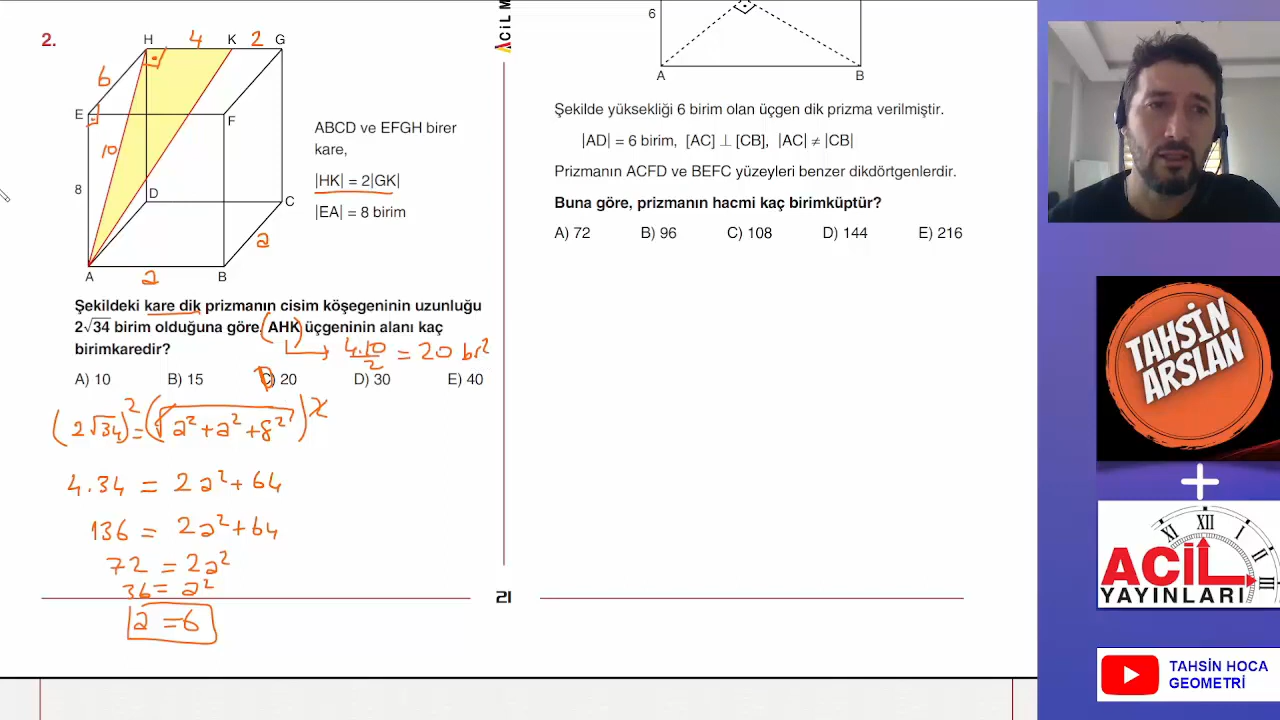 2.
H 4 K 2 G
6
E
F
10
8
D
C
a
A
a
B
ABCD ve EFGH birer
kare,
|HK| = 2|GK|
|EA| = 8 birim
Şekildeki kare dik prizmanın cisim köşegeninin uzunluğu
2√34 birim olduğuna göre, (AHK) üçgeninin alanı kaç
birimkaredir?
4.10/2 = 20 br²
A) 10 B) 15 C) 20 D) 30 E) 40
(2√34)² = (√a² + a² + 8²)²
4.34 = 2a² + 64
136 = 2a² + 64
72 = 2a²
36 = a²
a = 6
ACİL M
21
6
A
B
Şekilde yüksekliği 6 birim olan üçgen dik prizma verilmiştir.
|AD| = 6 birim, [AC] ⊥ [CB], |AC| ≠ |CB|
Prizmanın ACFD ve BEFC yüzeyleri benzer dikdörtgenlerdir.
Buna göre, prizmanın hacmi kaç birimküptür?
A) 72 B) 96 C) 108 D) 144 E) 216
TAHSİN
ARSLAN
+
XI XII I II III
ACİL
YAYINLARI
TAHSİN HOCA
GEOMETRİ